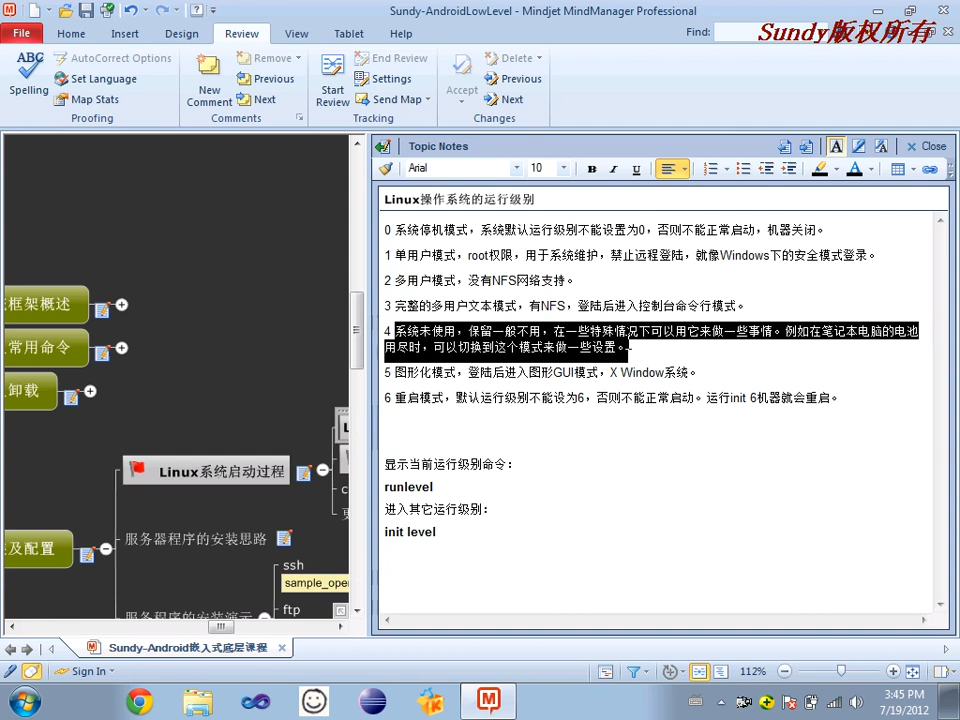 Sundy-AndroidLowLevel - Mindjet MindManager Professional
File Home Insert Design Review View Tablet Help
Find:
Sundy版权所有
ABC
Spelling
AutoCorrect Options
Set Language
Map Stats
Proofing
New Comment
Remove
Previous
Next
Comments
Start Review
End Review
Settings
Send Map
Tracking
Accept
Delete
Previous
Next
Changes
Topic Notes
Close
Arial 10 B I U
Linux操作系统的运行级别
0 系统停机模式，系统默认运行级别不能设置为0，否则不能正常启动，机器关闭。
1 单用户模式，root权限，用于系统维护，禁止远程登陆，就像Windows下的安全模式登录。
2 多用户模式，没有NFS网络支持。
3 完整的多用户文本模式，有NFS，登陆后进入控制台命令行模式。
4 系统未使用，保留一般不用，在一些特殊情况下可以用它来做一些事情。例如在笔记本电脑的电池
用尽时，可以切换到这个模式来做一些设置。
5 图形化模式，登陆后进入图形GUI模式，X Window系统。
6 重启模式，默认运行级别不能设为6，否则不能正常启动。运行init 6机器就会重启。
显示当前运行级别命令：
runlevel
进入其它运行级别：
init level
框架概述
常用命令
卸载
Linux系统启动过程
及配置
服务器程序的安装思路
ssh
sample_ope
服务程序的安装演示
ftp
Sundy-Android嵌入式底层课程
Sign In
112%
3:45 PM
7/19/2012